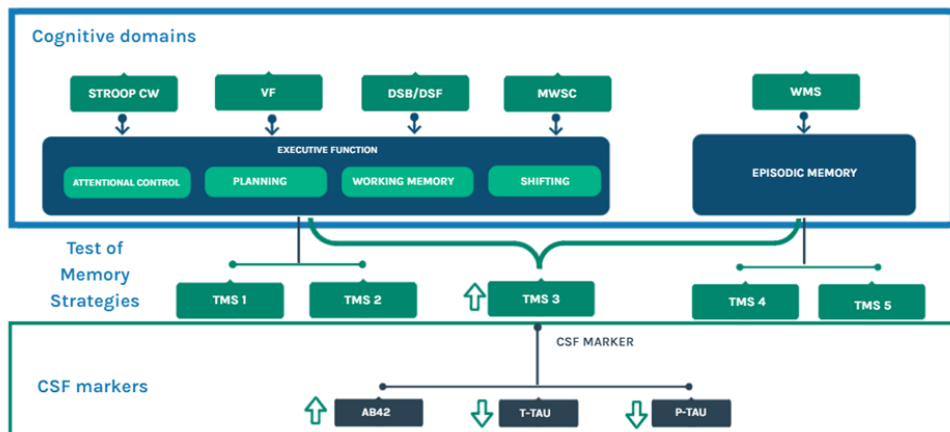 Cognitive domains
STROOP CW
VF
DSB/DSF
MWSC
WMS
EXECUTIVE FUNCTION
ATTENTIONAL CONTROL
PLANNING
WORKING MEMORY
SHIFTING
EPISODIC MEMORY
Test of
Memory
Strategies
TMS 1
TMS 2
TMS 3
TMS 4
TMS 5
CSF MARKER
CSF markers
AB42
T-TAU
P-TAU